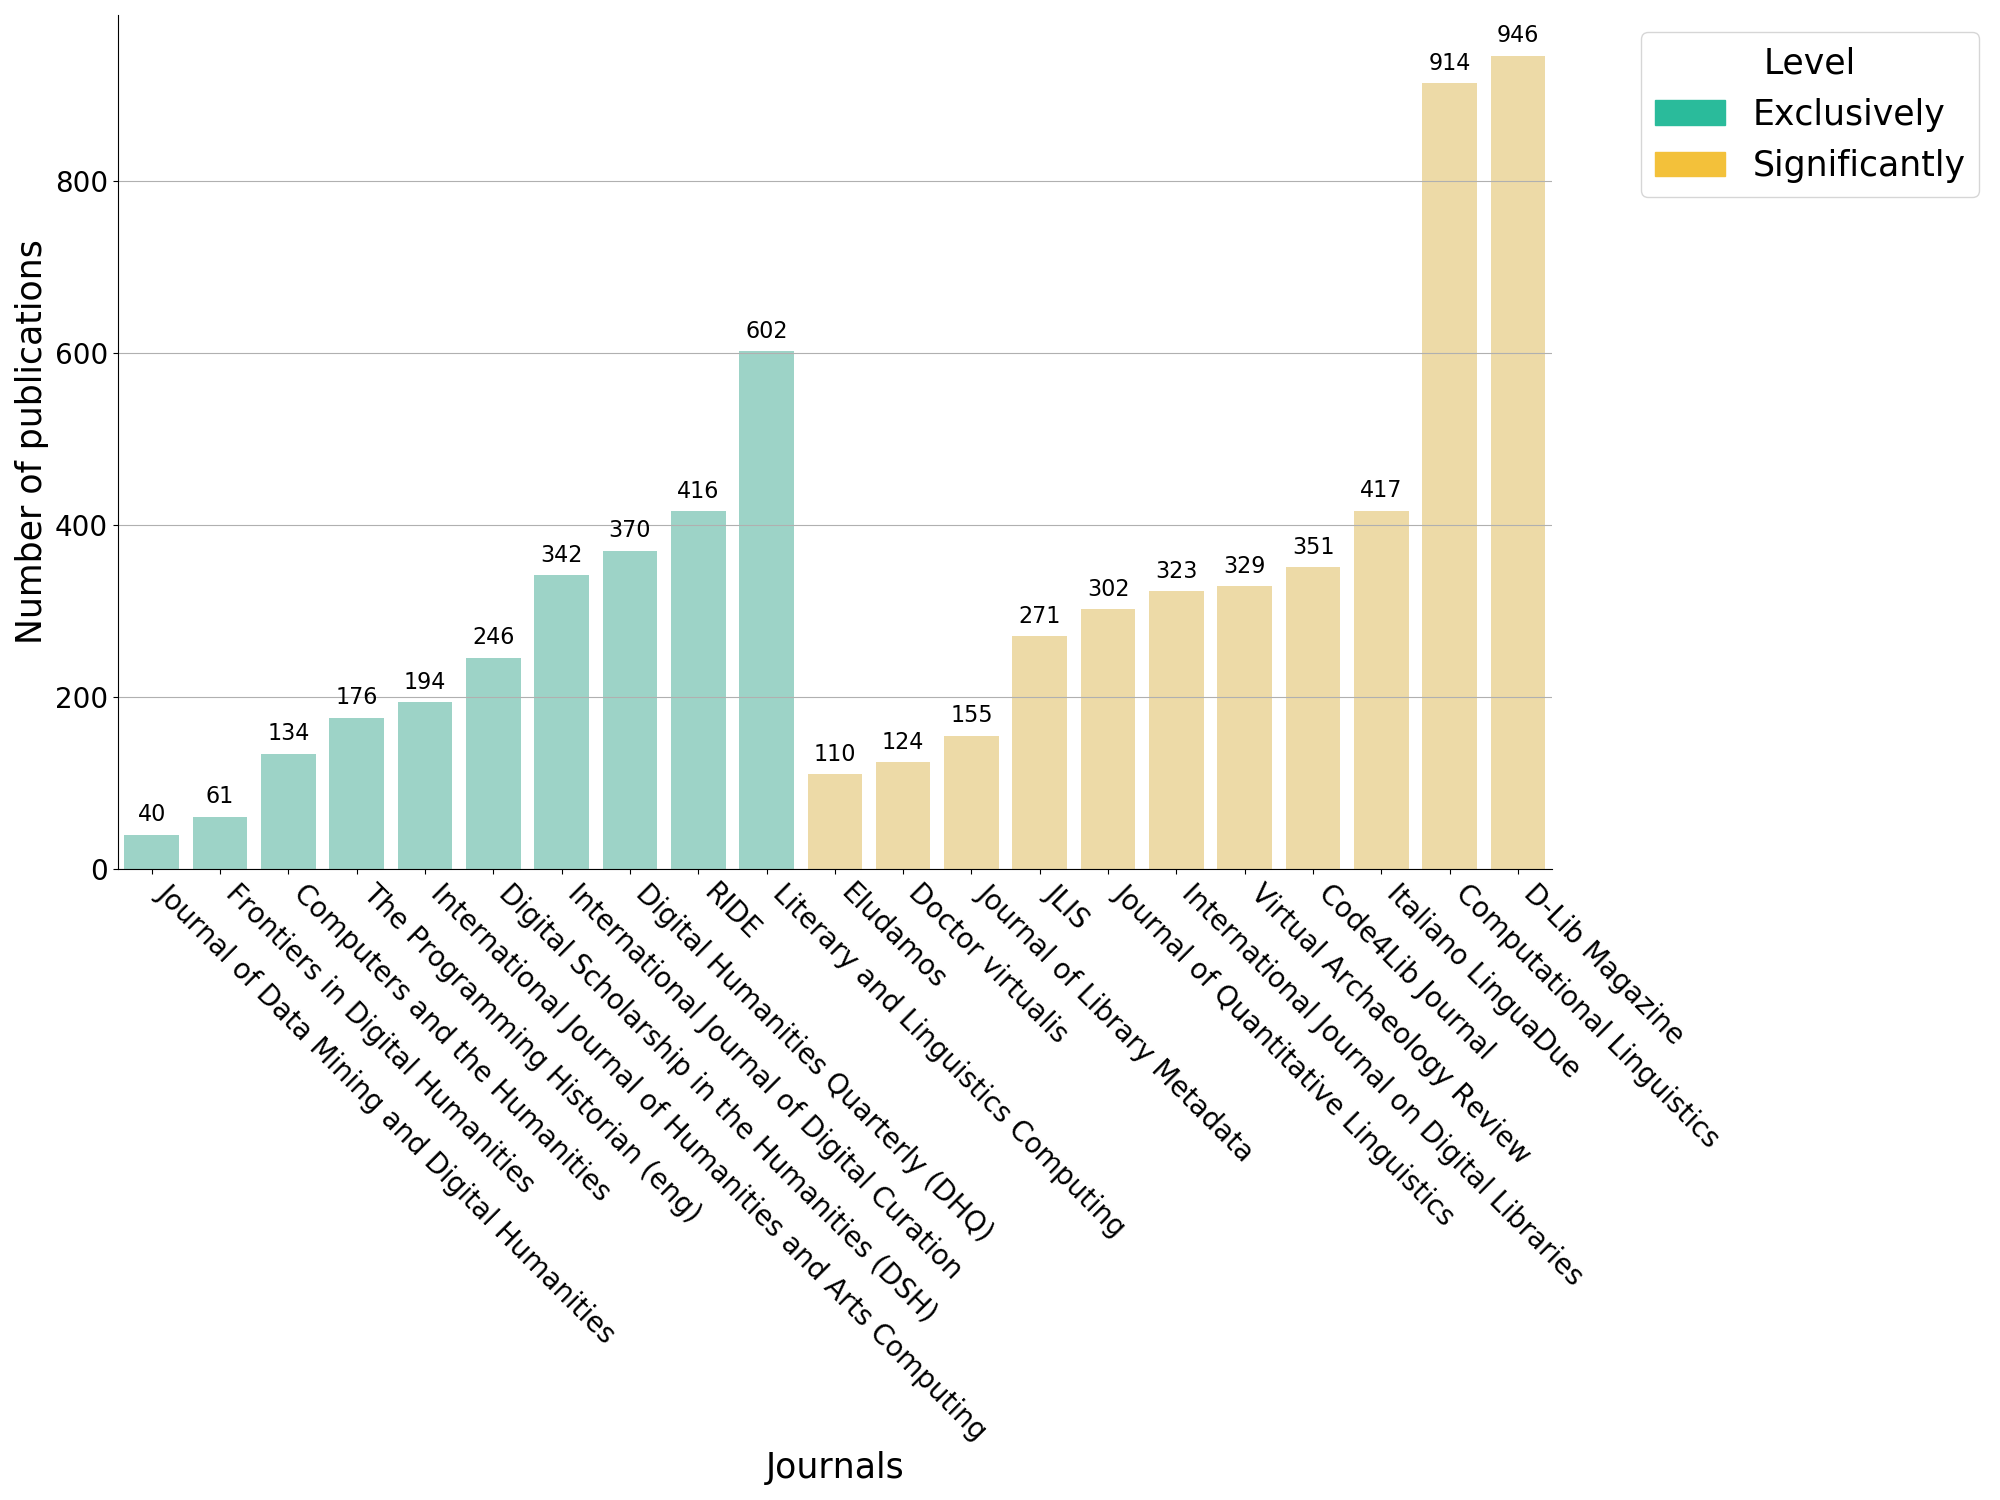 Level
Exclusively
Significantly
Number of publications
800
600
400
200
0
40
61
134
176
194
246
342
370
416
602
110
124
155
271
302
323
329
351
417
914
946
Journal of Data Mining and Digital Humanities
Frontiers in Digital Humanities
Computers and the Humanities
The Programming Historian (eng)
International Journal of Humanities and Arts Computing
Digital Scholarship in the Humanities (DSH)
International Journal of Digital Curation
Digital Humanities Quarterly (DHQ)
RIDE
Literary and Linguistics Computing
Eludamos
Doctor virtualis
Journal of Library Metadata
JLIS
Journal of Quantitative Linguistics
International Journal on Digital Libraries
Virtual Archaeology Review
Code4Lib Journal
Italiano LinguaDue
Computational Linguistics
D-Lib Magazine
Journals